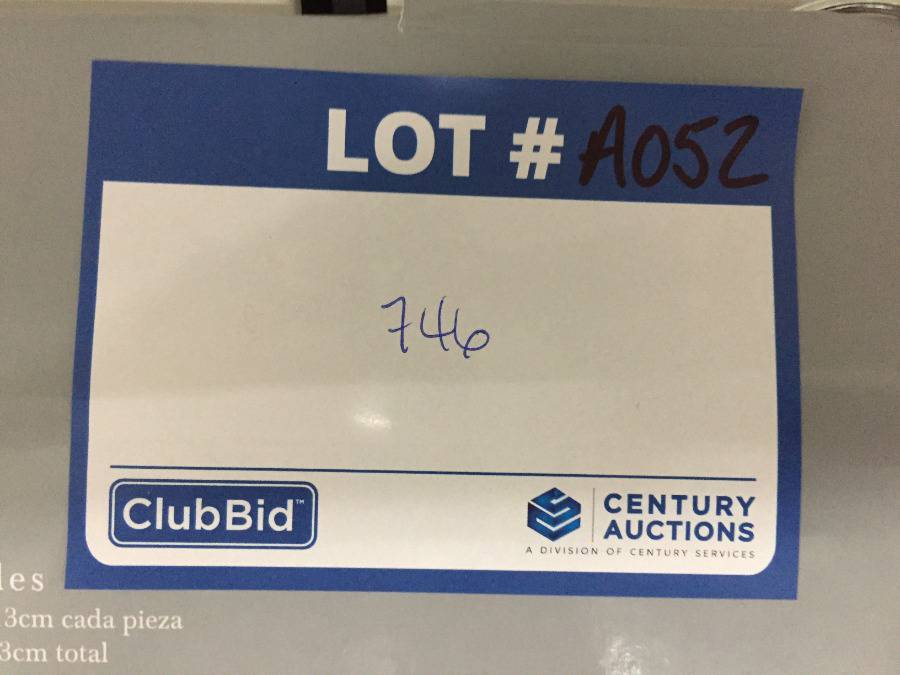 LOT # A052
746
ClubBid™
CENTURY
AUCTIONS
A DIVISION OF CENTURY SERVICES
les
3cm cada pieza
3cm total